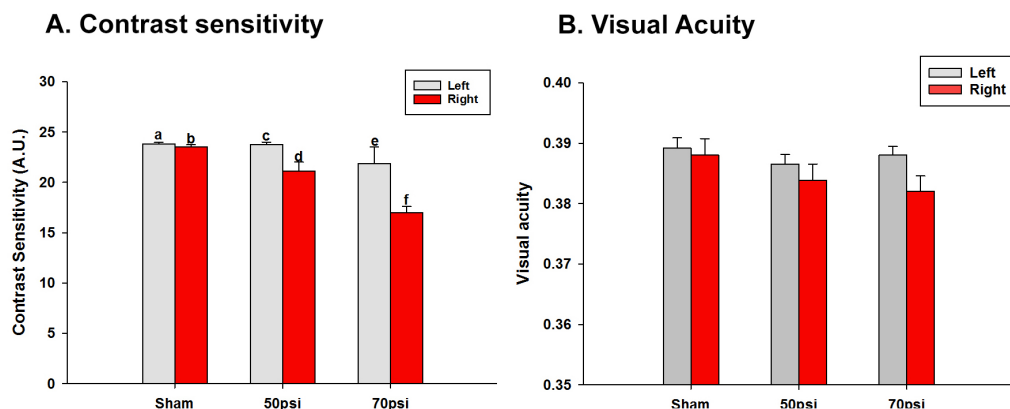 A. Contrast sensitivity
Contrast Sensitivity (A.U.)
30
25
20
15
10
5
0
Left
Right
a
b
c
d
e
f
Sham
50psi
70psi
B. Visual Acuity
Visual acuity
0.40
0.39
0.38
0.37
0.36
0.35
Left
Right
Sham
50psi
70psi